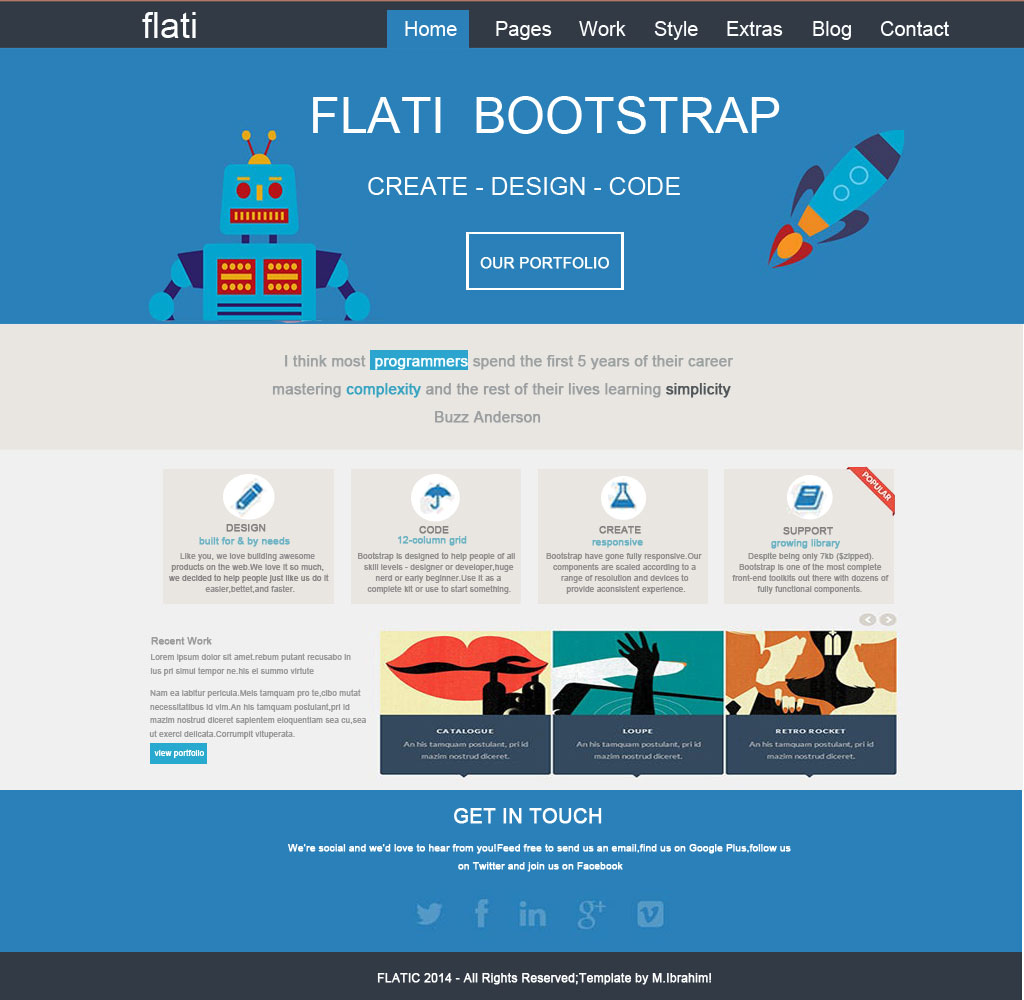 flati
Home Pages Work Style Extras Blog Contact
FLATI BOOTSTRAP
CREATE - DESIGN - CODE
OUR PORTFOLIO
I think most programmers spend the first 5 years of their career
mastering complexity and the rest of their lives learning simplicity
Buzz Anderson
DESIGN
built for & by needs
Like you, we love building awesome
products on the web.We love it so much,
we decided to help people just like us do it
easier,bettet,and faster.
CODE
12-column grid
Bootstrap is designed to help people of all
skill levels - designer or developer,huge
nerd or early beginner.Use it as a
complete kit or use to start something.
CREATE
responsive
Bootstrap have gone fully responsive.Our
components are scaled according to a
range of resolution and devices to
provide aconsistent experience.
POPULAR
SUPPORT
growing library
Despite being only 7kb ($zipped).
Bootstrap is one of the most complete
front-end toolkits out there with dozens of
fully functional components.
Recent Work
Lorem ipsum dolor sit amet.rebum putant recusabo in
ius pri simul tempor ne.his ei summo virtute
Nam ea labitur pericula.Meis tamquam pro te,cibo mutat
necessitatibus id vim.An his tamquam postulant,pri id
mazim nostrud diceret sapientem eloquentiam sea cu,sea
ut exerci delicata.Corrumpit vituperata.
view portfolio
CATALOGUE
An his tamquam postulant, pri id
mazim nostrud diceret.
LOUPE
An his tamquam postulant, pri id
mazim nostrud diceret.
RETRO ROCKET
An his tamquam postulant, pri id
mazim nostrud diceret.
GET IN TOUCH
We're social and we'd love to hear from you!Feed free to send us an email,find us on Google Plus,follow us
on Twitter and join us on Facebook
FLATIC 2014 - All Rights Reserved;Template by M.Ibrahim!